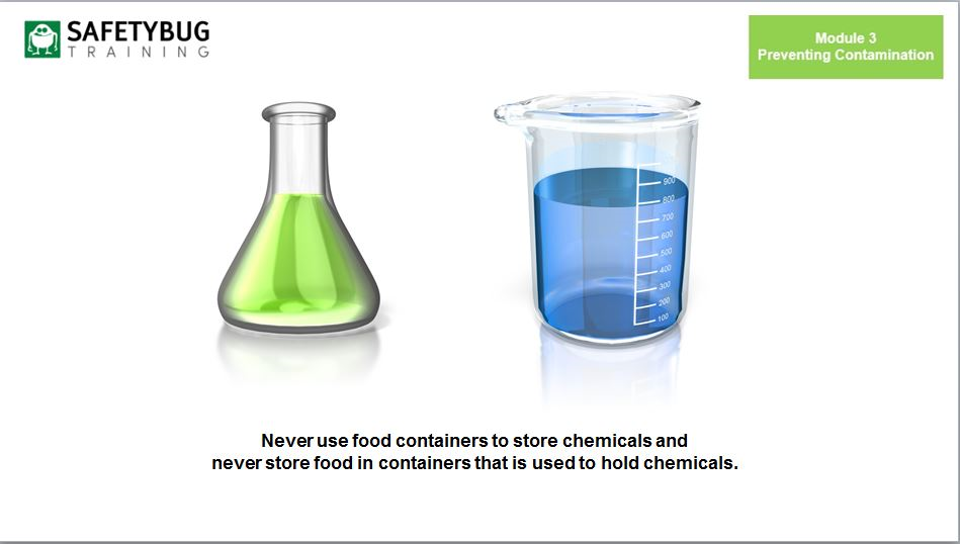 SAFETYBUG
TRAINING
Module 3
Preventing Contamination
900
800
700
600
500
400
300
200
100
Never use food containers to store chemicals and
never store food in containers that is used to hold chemicals.